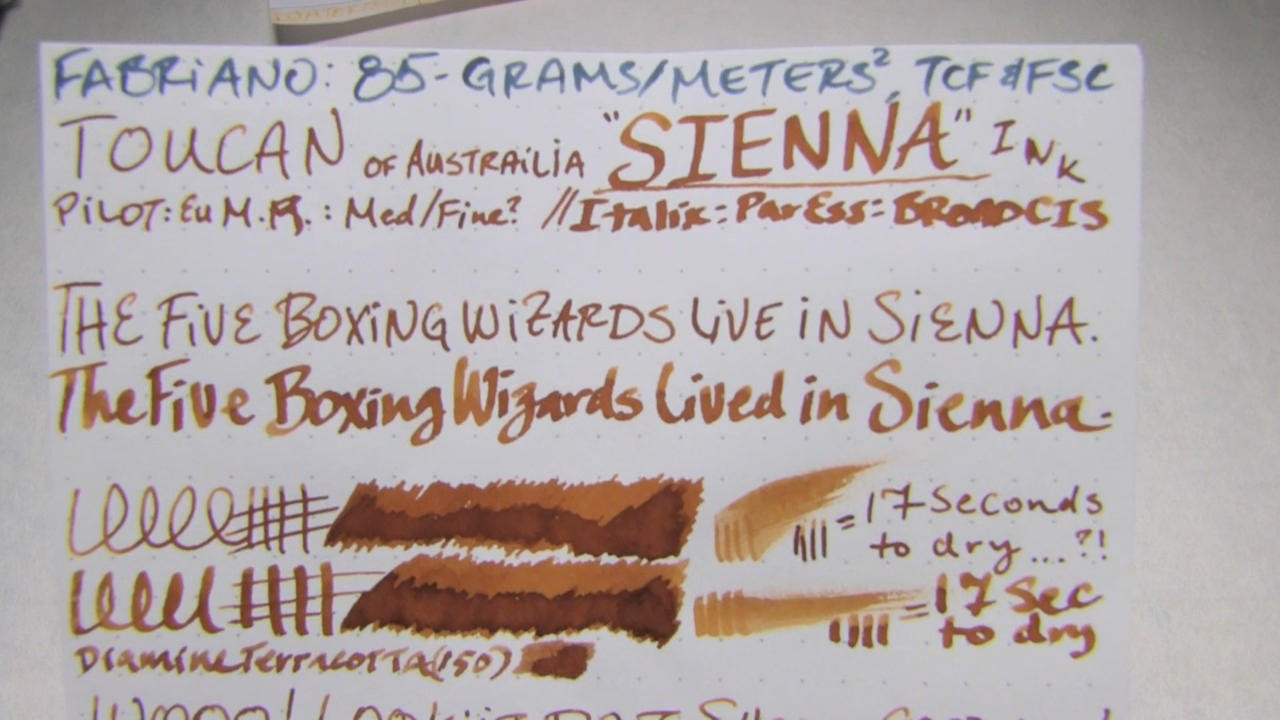 FABRiANO: 85-GRAMS/METERS², TCF & FSC
TOUCAN OF AUSTRAiLiA "SIENNA" INK
PiLOT: Eu M.R. : Med/Fine? //Italix: ParEss: BROADCIS
THE FiVE BOXiNG WiZARDS LiVE iN SiENNA.
The Five Boxing Wizards Lived in Sienna.
= 17 Seconds
to dry...?!
= 17 Sec
to dry
DiamineTerracotta(150)